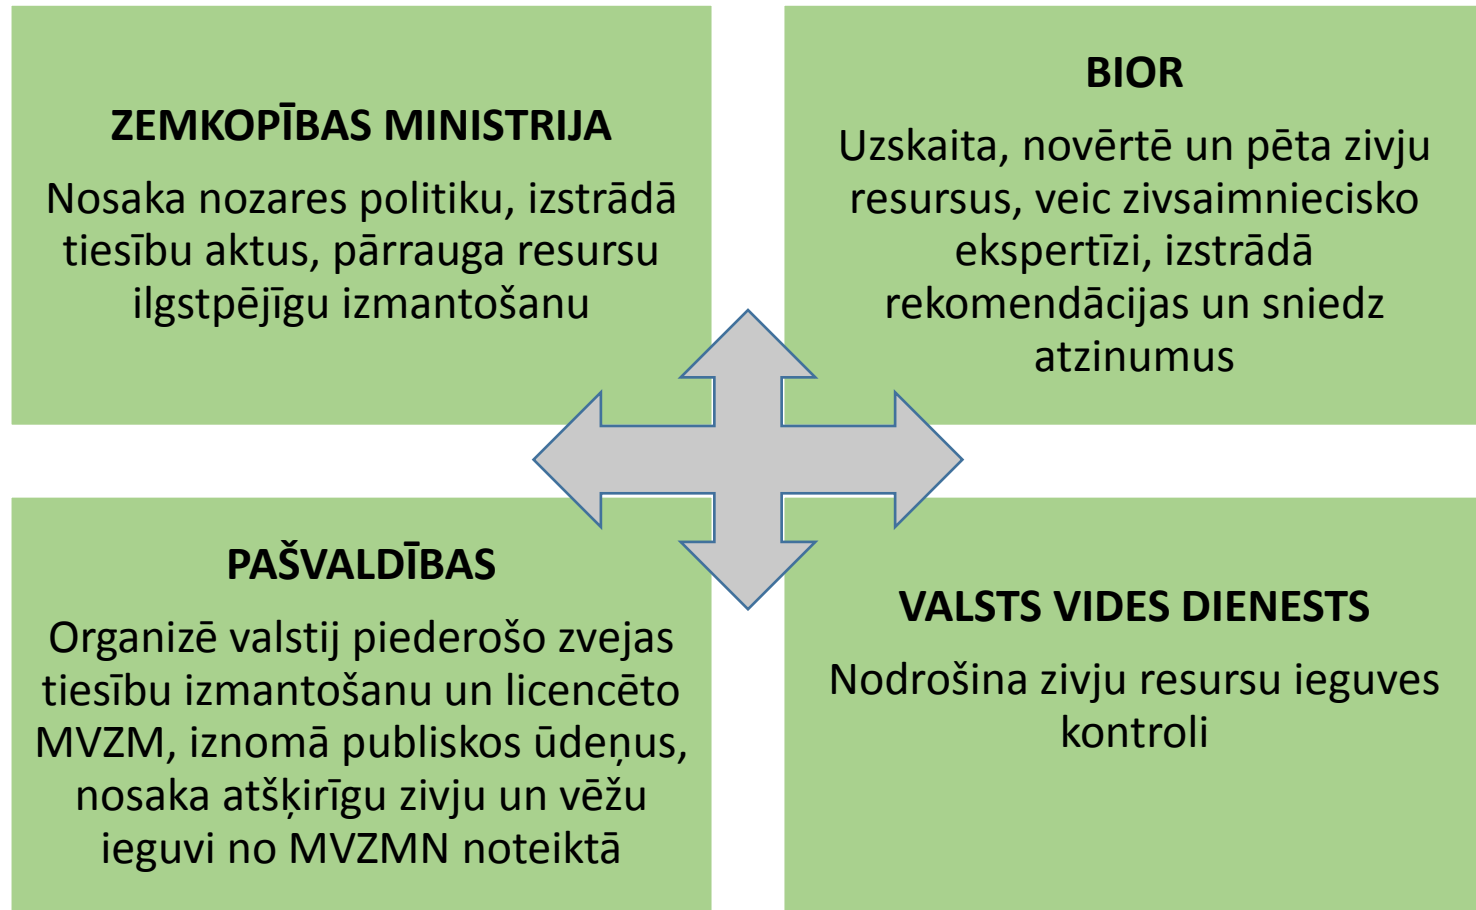 ZEMKOPĪBAS MINISTRIJA
Nosaka nozares politiku, izstrādā
tiesību aktus, pārrauga resursu
ilgstpējīgu izmantošanu
BIOR
Uzskaita, novērtē un pēta zivju
resursus, veic zivsaimniecisko
ekspertīzi, izstrādā
rekomendācijas un sniedz
atzinumus
PAŠVALDĪBAS
Organizē valstij piederošo zvejas
tiesību izmantošanu un licencēto
MVZM, iznomā publiskos ūdeņus,
nosaka atšķirīgu zivju un vēžu
ieguvi no MVZMN noteiktā
VALSTS VIDES DIENESTS
Nodrošina zivju resursu ieguves
kontroli